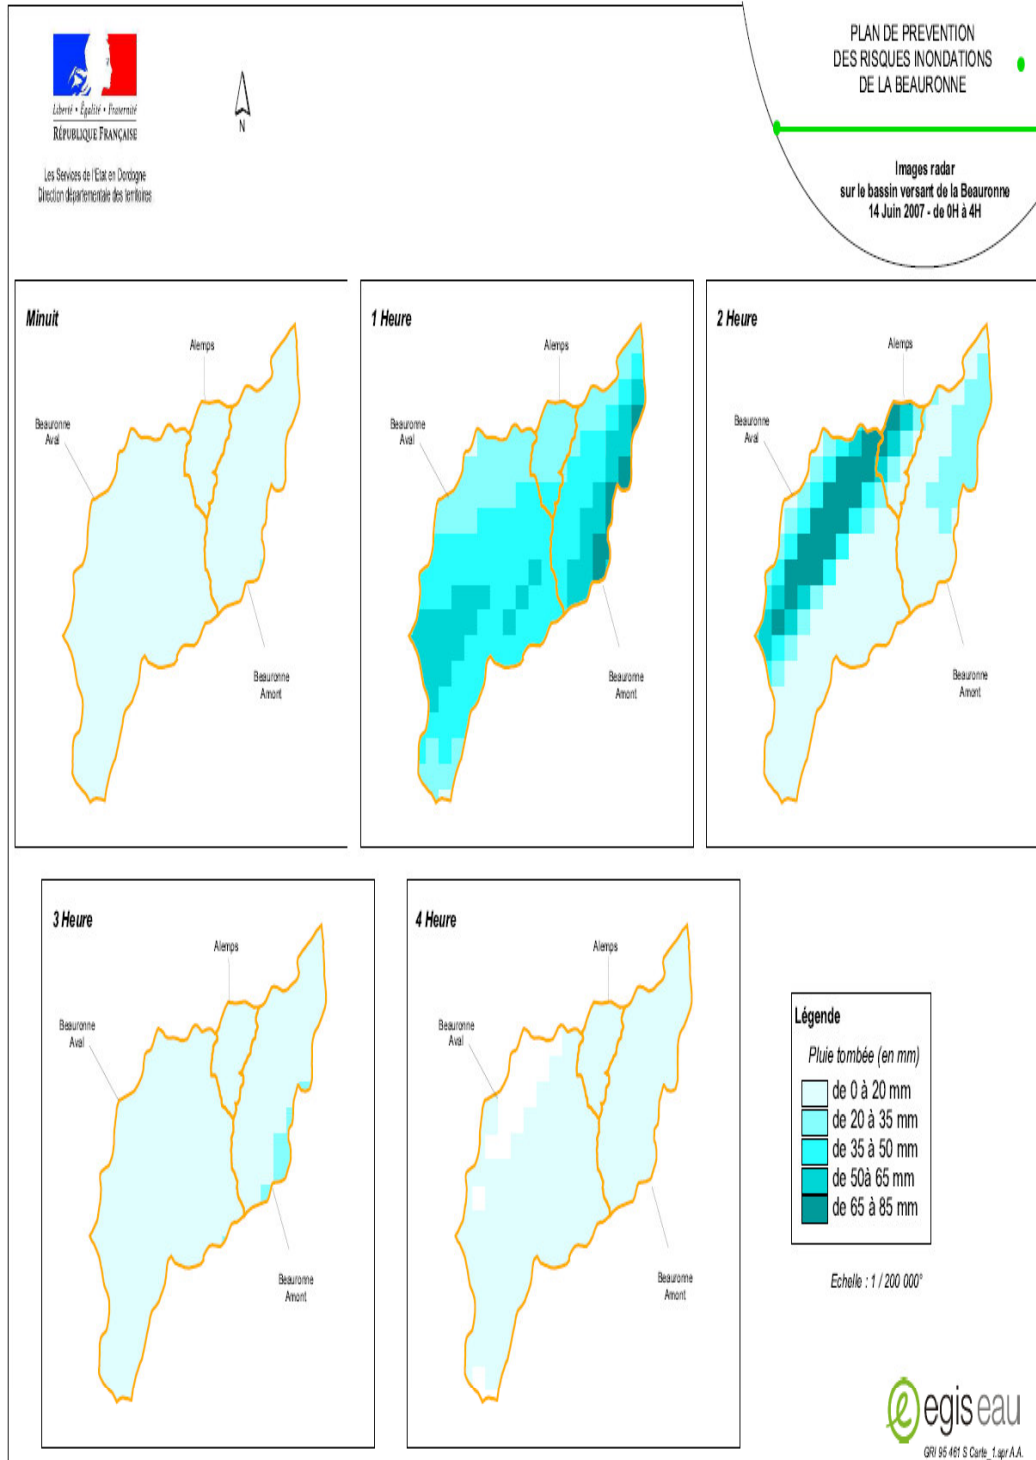 PLAN DE PREVENTION
DES RISQUES INONDATIONS
DE LA BEAURONNE
Liberté • Égalité • Fraternité
RÉPUBLIQUE FRANÇAISE
N
Les Services de l'Etat en Dordogne
Direction départementale des territoires
Images radar
sur le bassin versant de la Beauronne
14 Juin 2007 - de 0H à 4H
Minuit
Alemps
Beauronne
Aval
Beauronne
Amont
1 Heure
Alemps
Beauronne
Aval
Beauronne
Amont
2 Heure
Alemps
Beauronne
Aval
Beauronne
Amont
3 Heure
Alemps
Beauronne
Aval
Beauronne
Amont
4 Heure
Alemps
Beauronne
Aval
Beauronne
Amont
Légende
Pluie tombée (en mm)
de 0 à 20 mm
de 20 à 35 mm
de 35 à 50 mm
de 50à 65 mm
de 65 à 85 mm
Echelle : 1 / 200 000°
egis eau
GRI 95 461 S Carte_1.apr A.A.